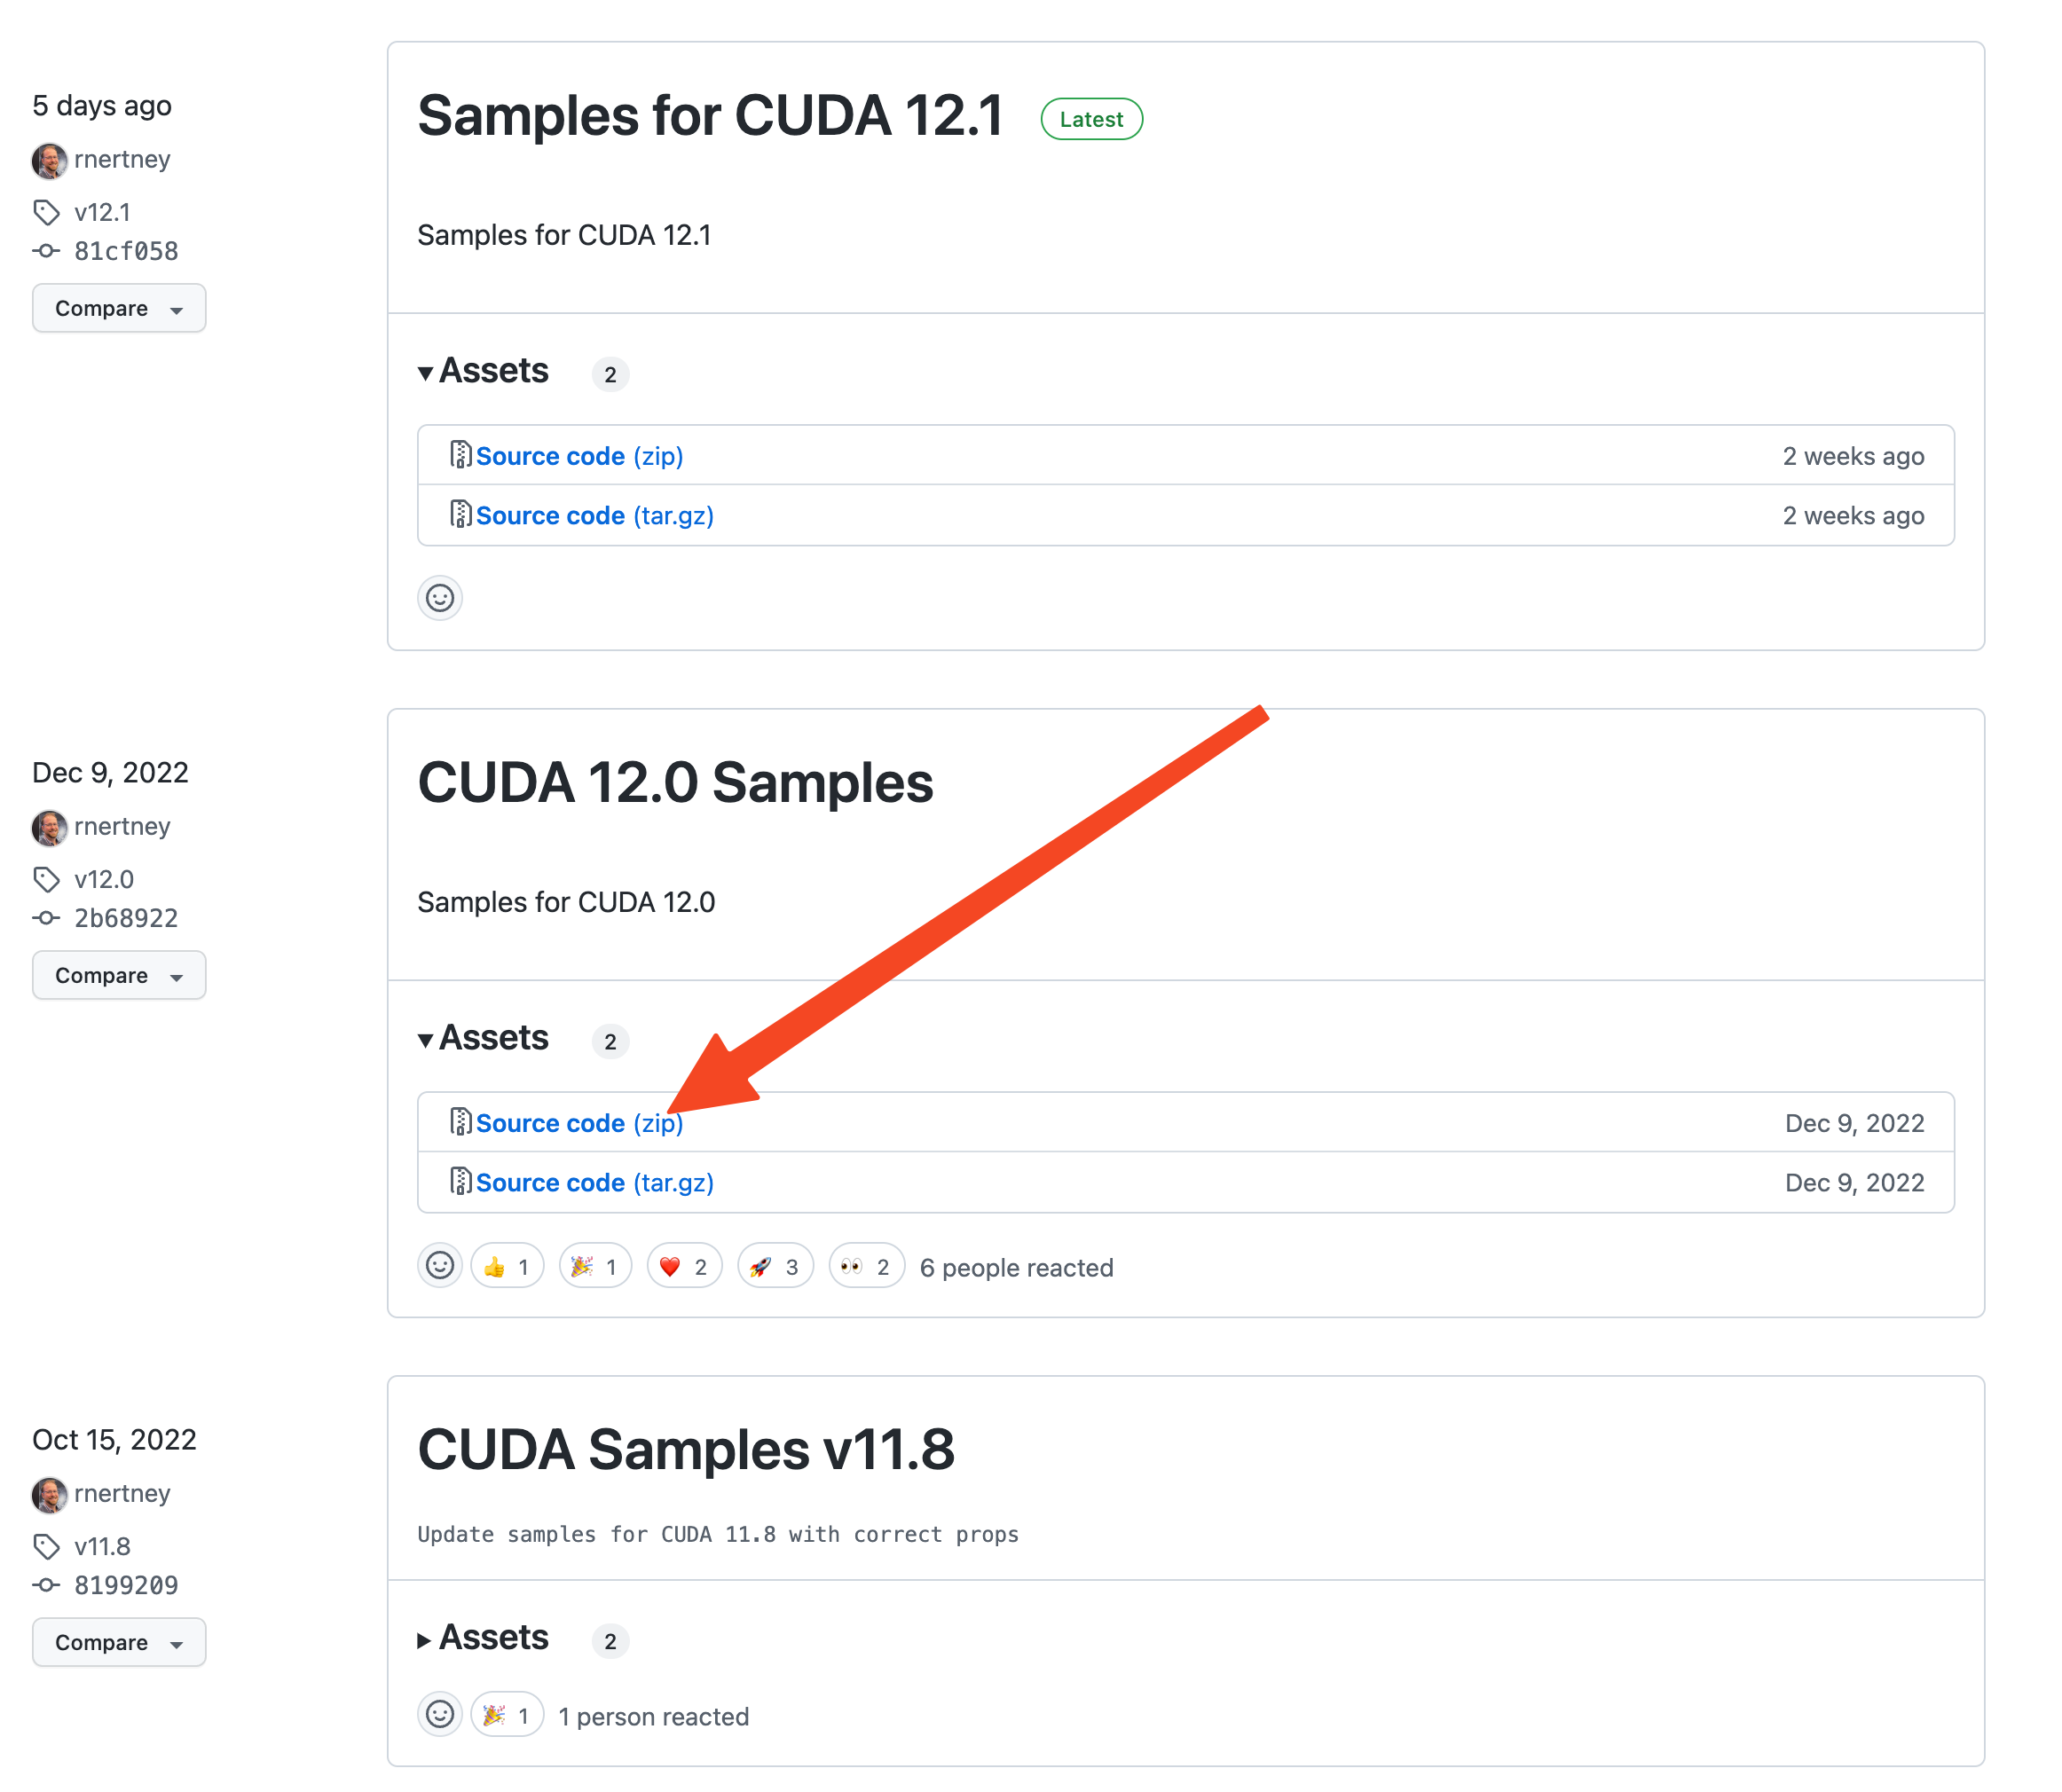 5 days ago
rnertney
v12.1
81cf058
Compare
Samples for CUDA 12.1 Latest
Samples for CUDA 12.1
Assets 2
Source code (zip) 2 weeks ago
Source code (tar.gz) 2 weeks ago
Dec 9, 2022
rnertney
v12.0
2b68922
Compare
CUDA 12.0 Samples
Samples for CUDA 12.0
Assets 2
Source code (zip) Dec 9, 2022
Source code (tar.gz) Dec 9, 2022
👍 1 🎉 1 ❤️ 2 🚀 3 👀 2 6 people reacted
Oct 15, 2022
rnertney
v11.8
8199209
Compare
CUDA Samples v11.8
Update samples for CUDA 11.8 with correct props
Assets 2
🎉 1 1 person reacted